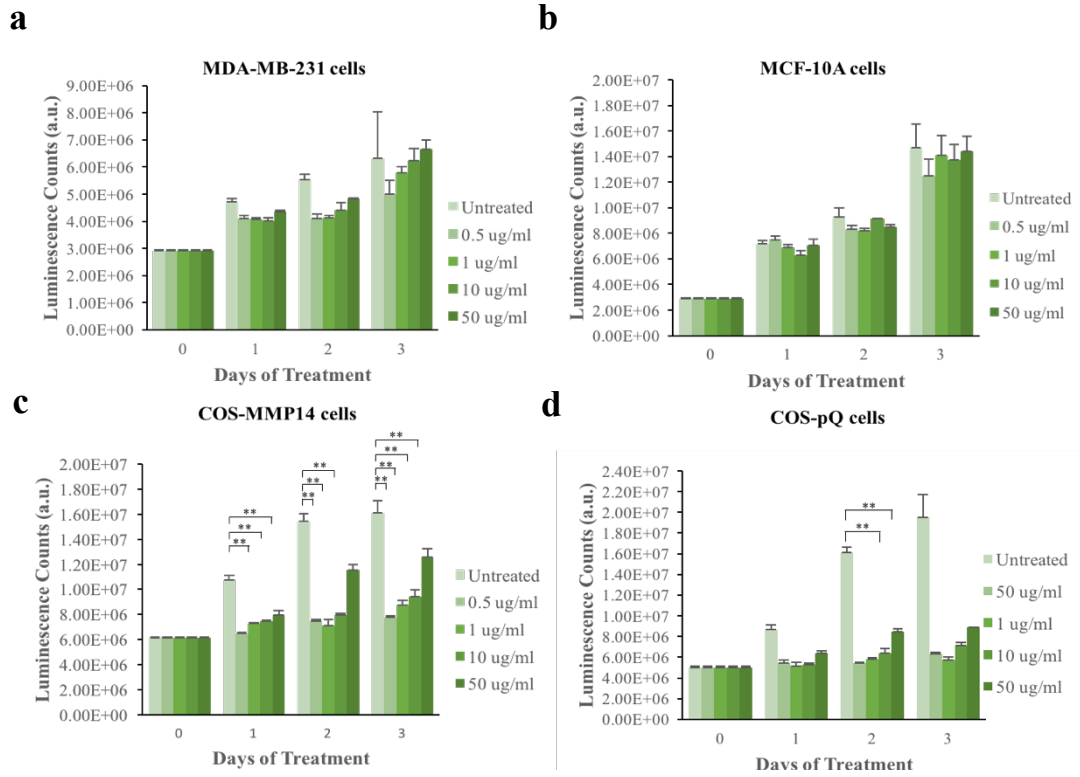 a
MDA-MB-231 cells
Luminescence Counts (a.u.)
9.00E+06
8.00E+06
7.00E+06
6.00E+06
5.00E+06
4.00E+06
3.00E+06
2.00E+06
1.00E+06
0.00E+00
0 1 2 3
Days of Treatment
Untreated
0.5 ug/ml
1 ug/ml
10 ug/ml
50 ug/ml
b
MCF-10A cells
Luminescence Counts (a.u.)
2.00E+07
1.80E+07
1.60E+07
1.40E+07
1.20E+07
1.00E+07
8.00E+06
6.00E+06
4.00E+06
2.00E+06
0.00E+00
0 1 2 3
Days of Treatment
Untreated
0.5 ug/ml
1 ug/ml
10 ug/ml
50 ug/ml
c
COS-MMP14 cells
Luminescence Counts (a.u.)
2.00E+07
1.80E+07
1.60E+07
1.40E+07
1.20E+07
1.00E+07
8.00E+06
6.00E+06
4.00E+06
2.00E+06
0.00E+00
**
**
**
**
**
**
**
**
**
**
0 1 2 3
Days of Treatment
Untreated
0.5 ug/ml
1 ug/ml
10 ug/ml
50 ug/ml
d
COS-pQ cells
Luminescence Counts (a.u.)
2.40E+07
2.20E+07
2.00E+07
1.80E+07
1.60E+07
1.40E+07
1.20E+07
1.00E+07
8.00E+06
6.00E+06
4.00E+06
2.00E+06
0.00E+00
**
**
0 1 2 3
Days of Treatment
Untreated
50 ug/ml
1 ug/ml
10 ug/ml
50 ug/ml